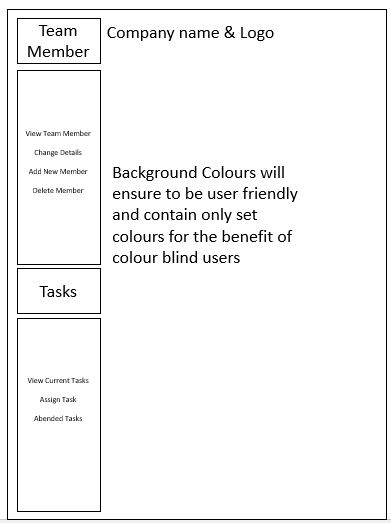 Team
Member
Company name & Logo
View Team Member
Change Details
Add New Member
Delete Member
Background Colours will
ensure to be user friendly
and contain only set
colours for the benefit of
colour blind users
Tasks
View Current Tasks
Assign Task
Abended Tasks